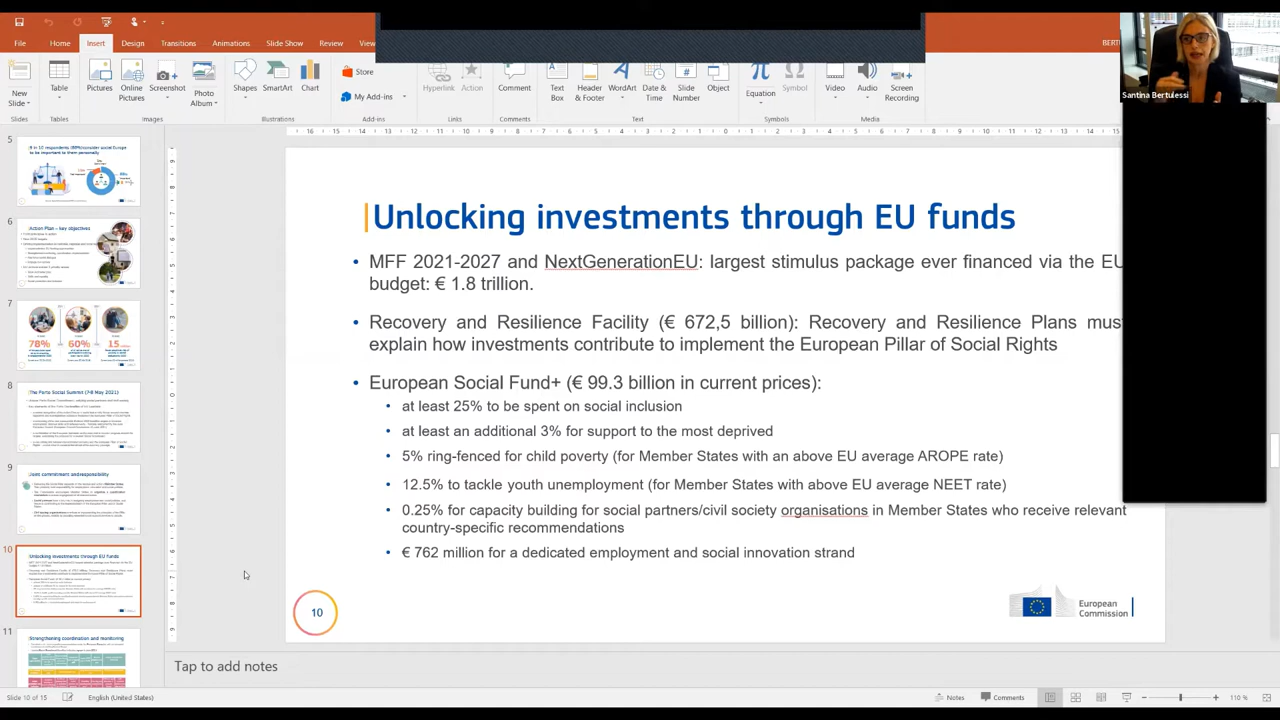 File Home Insert Design Transitions Animations Slide Show Review
New Slide
Table
Pictures
Online Pictures
Screenshot
Photo Album
Shapes
SmartArt
Chart
Store
My Add-ins
Hyperlink
Action
Comment
Text Box
Header & Footer
WordArt
Date & Time
Slide Number
Object
Equation
Symbol
Video
Audio
Screen Recording
Slides Tables Images Illustrations Add-ins Links Comments Text Symbols Media
Santina Bertulessi
5
6
Action Plan – key objectives
7
78% 60% 15
8
The Porto Social Summit (7-8 May 2021)
9
Joint commitment and responsibility
10
Unlocking investments through EU funds
11
Strengthening coordination and monitoring
Unlocking investments through EU funds
• MFF 2021-2027 and NextGenerationEU: largest stimulus package ever financed via the EU
budget: € 1.8 trillion.
• Recovery and Resilience Facility (€ 672,5 billion): Recovery and Resilience Plans must
explain how investments contribute to implement the European Pillar of Social Rights
• European Social Fund+ (€ 99.3 billion in current prices):
• at least 25% to be spent on social inclusion
• at least an additional 3% for support to the most deprived
• 5% ring-fenced for child poverty (for Member States with an above EU average AROPE rate)
• 12.5% to tackle youth unemployment (for Member States with above EU average NEET rate)
• 0.25% for capacity building for social partners/civil society organisations in Member States who receive relevant
country-specific recommendations
• € 762 million for a dedicated employment and social innovation strand
10
European
Commission
Tap to add notes
Slide 10 of 15 English (United States) Notes Comments 110 %